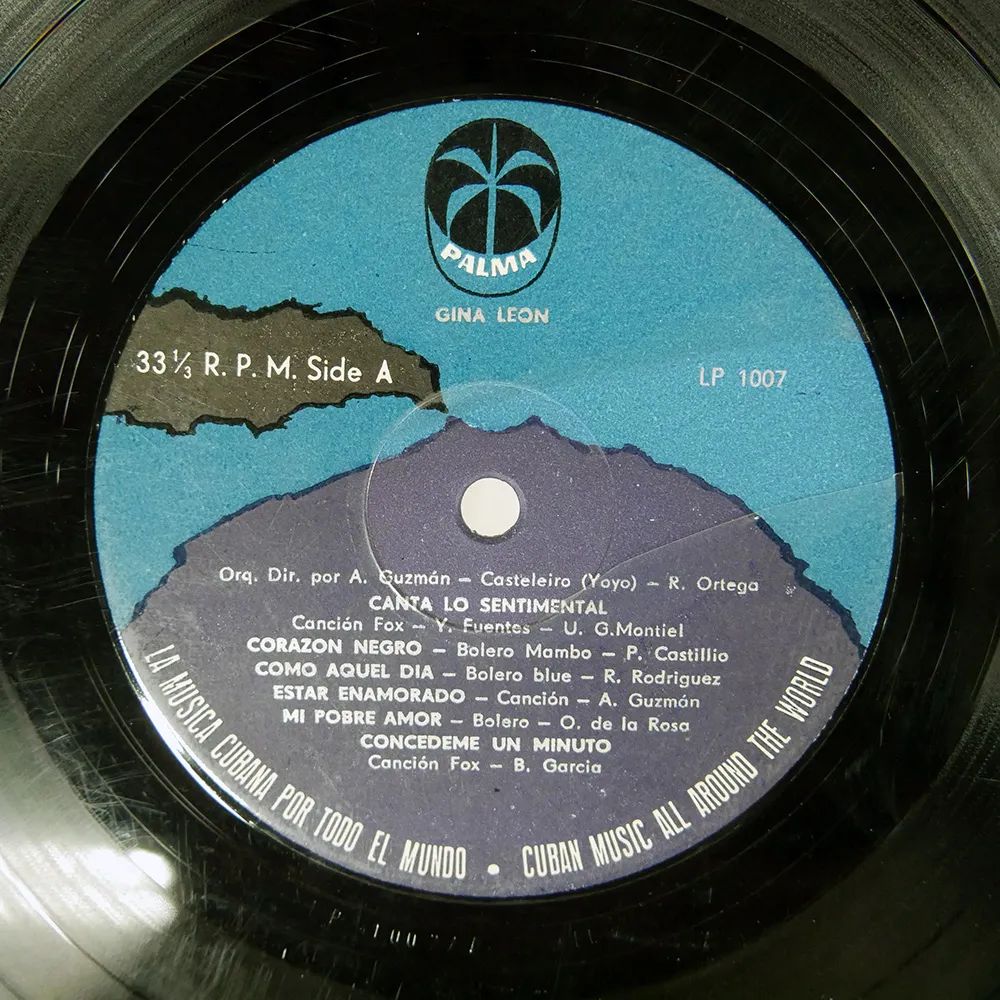 PALMA
GINA LEON
33⅓ R. P. M. Side A
LP 1007
Orq. Dir. por A. Guzmán – Casteleiro (Yoyo) – R. Ortega
CANTA LO SENTIMENTAL
Canción Fox – Y. Fuentes – U. G.Montiel
CORAZON NEGRO – Bolero Mambo – P. Castillio
COMO AQUEL DIA – Bolero blue – R. Rodriguez
ESTAR ENAMORADO – Canción – A. Guzmán
MI POBRE AMOR – Bolero – O. de la Rosa
CONCEDEME UN MINUTO
Canción Fox – B. Garcia
LA MUSICA CUBANA POR TODO EL MUNDO • CUBAN MUSIC ALL AROUND THE WORLD